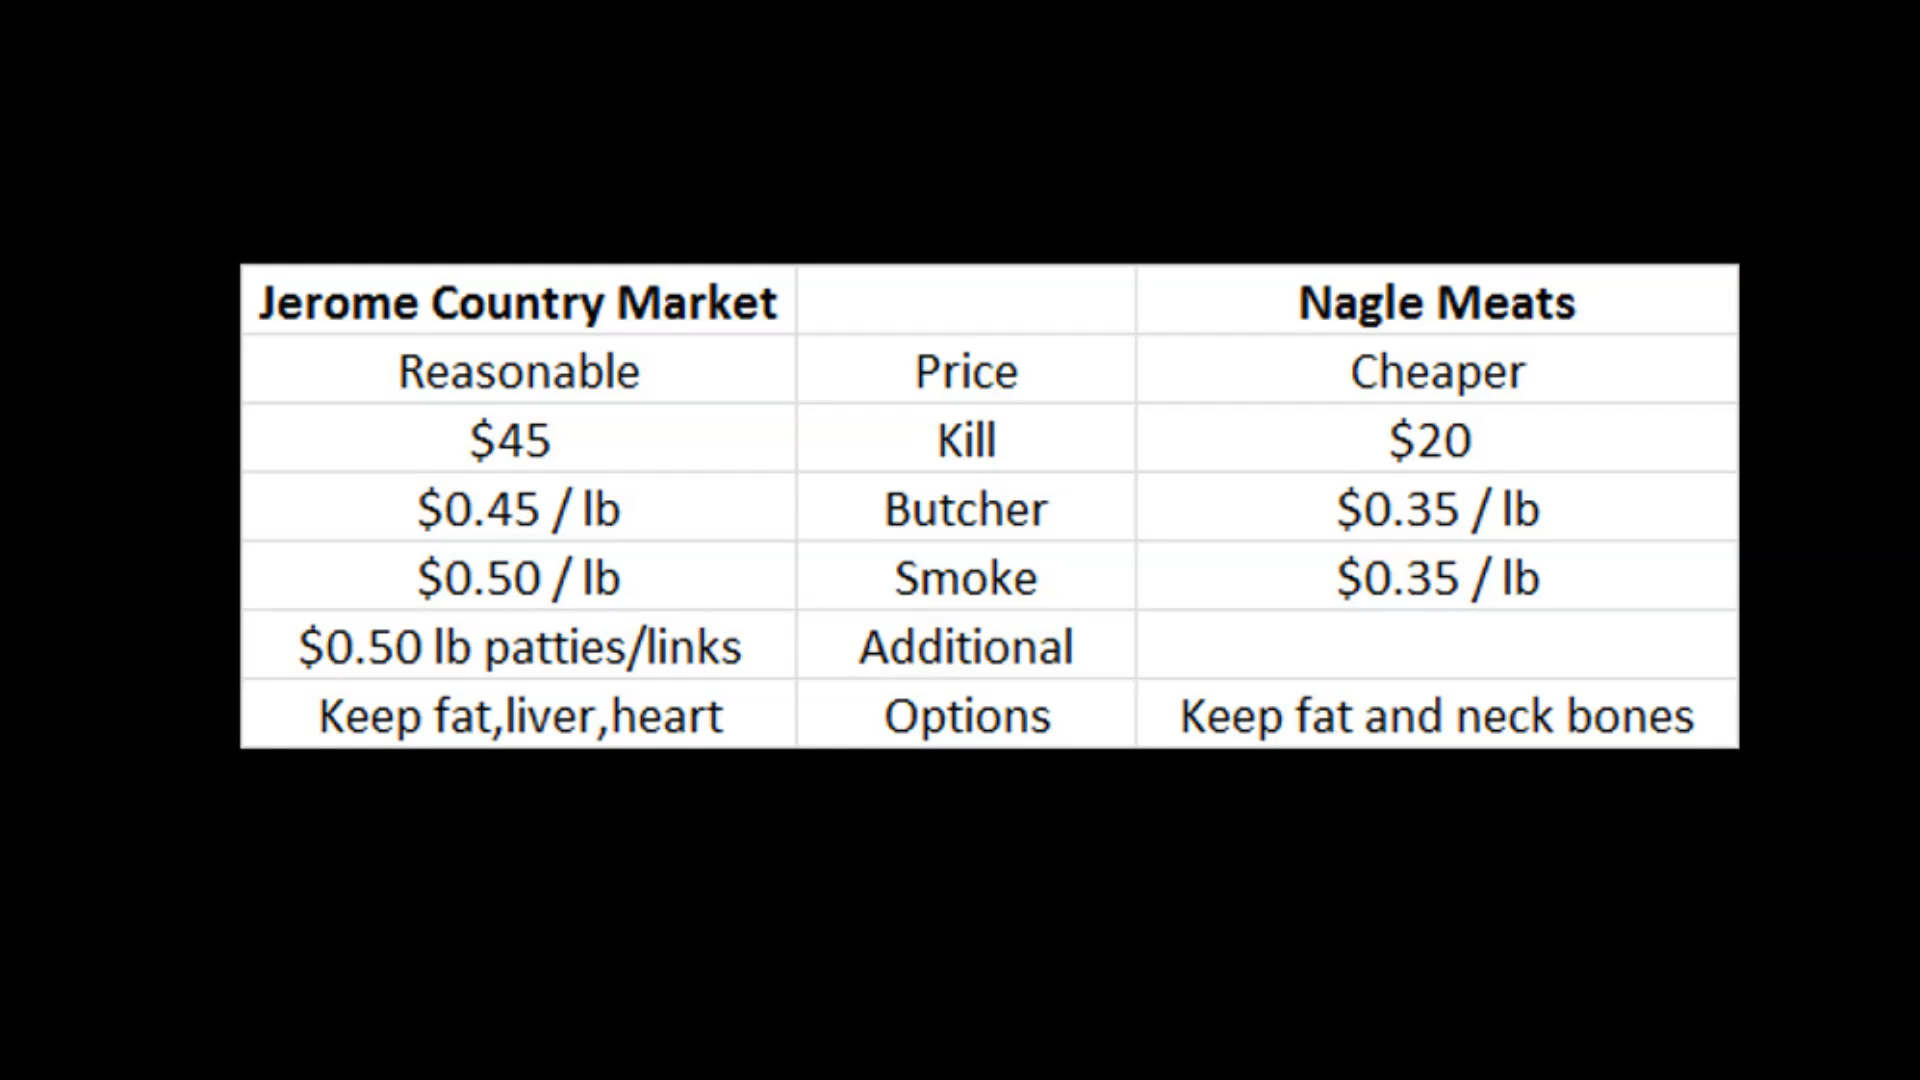 Jerome Country Market Nagle Meats
Reasonable Price Cheaper
$45 Kill $20
$0.45 / lb Butcher $0.35 / lb
$0.50 / lb Smoke $0.35 / lb
$0.50 lb patties/links Additional
Keep fat,liver,heart Options Keep fat and neck bones